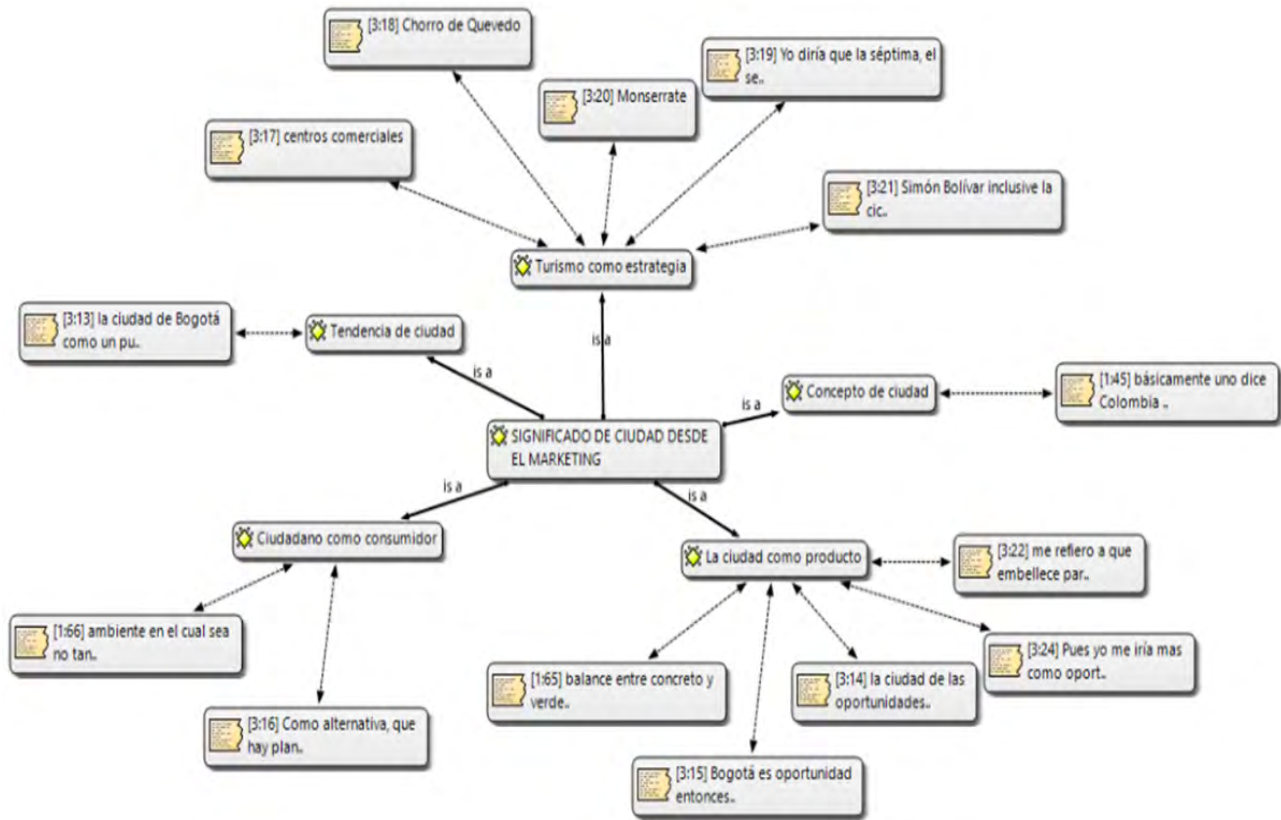 [3:18] Chorro de Quevedo
[3:19] Yo diría que la séptima, el
se..
[3:20] Monserrate
[3:17] centros comerciales
[3:21] Simón Bolívar inclusive la
cic..
Turismo como estrategia
[3:13] la ciudad de Bogotá
como un pu..
Tendencia de ciudad
is a
is a
Concepto de ciudad
[1:45] básicamente uno dice
Colombia ..
is a
SIGNIFICADO DE CIUDAD DESDE
EL MARKETING
is a
is a
Ciudadano como consumidor
La ciudad como producto
[3:22] me refiero a que
embellece par..
[1:66] ambiente en el cual sea
no tan..
[3:24] Pues yo me iría mas
como oport..
[1:65] balance entre concreto y
verde..
[3:14] la ciudad de las
oportunidades..
[3:16] Como alternativa, que
hay plan..
[3:15] Bogotá es oportunidad
entonces..